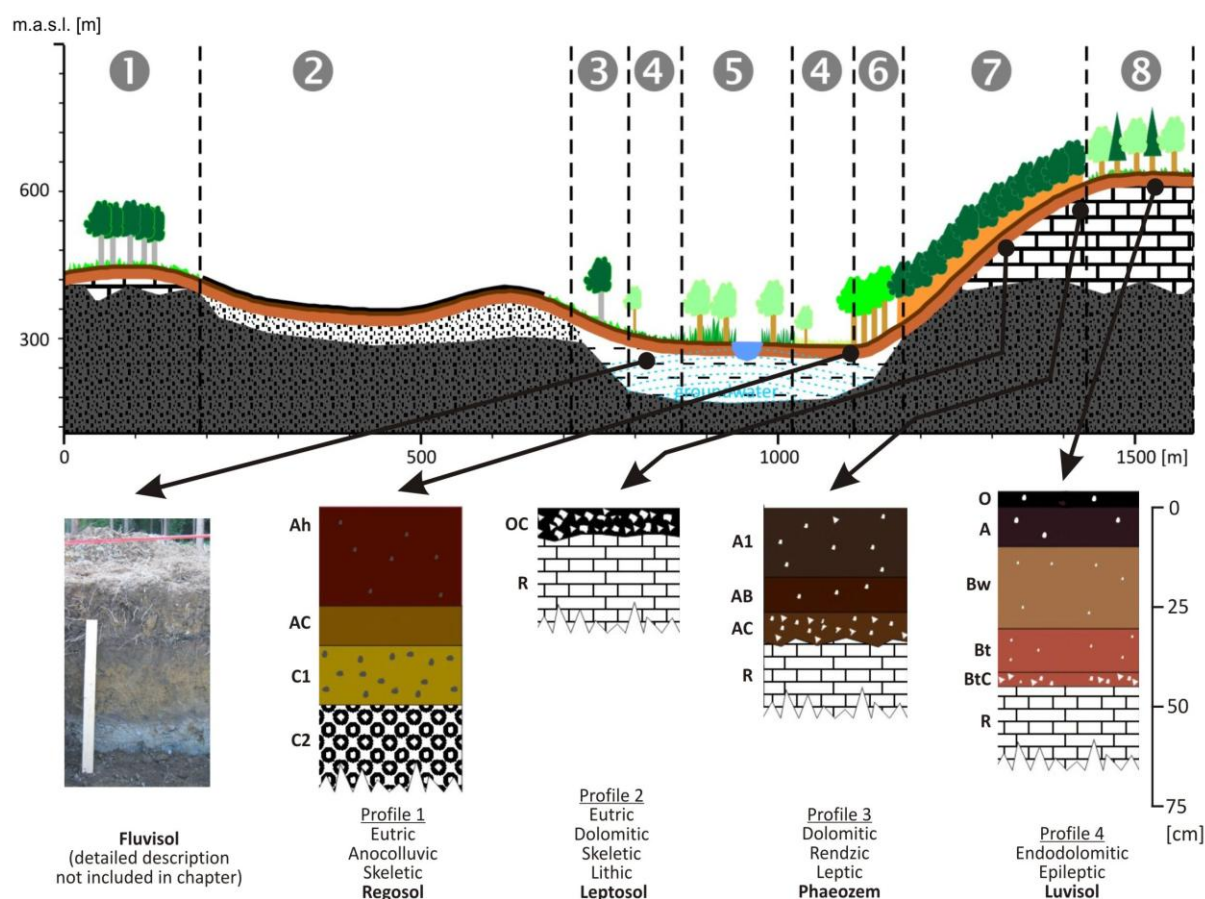 m.a.s.l. [m]
1 2 3 4 5 4 6 7 8
600
300
groundwater
0 500 1000 1500 [m]
Ah
AC
C1
C2
OC
R
A1
AB
AC
R
O
A
Bw
Bt
BtC
R
0
25
50
75
[cm]
Fluvisol
(detailed description
not included in chapter)
Profile 1
Eutric
Anocolluvic
Skeletic
Regosol
Profile 2
Eutric
Dolomitic
Skeletic
Lithic
Leptosol
Profile 3
Dolomitic
Rendzic
Leptic
Phaeozem
Profile 4
Endodolomitic
Epileptic
Luvisol